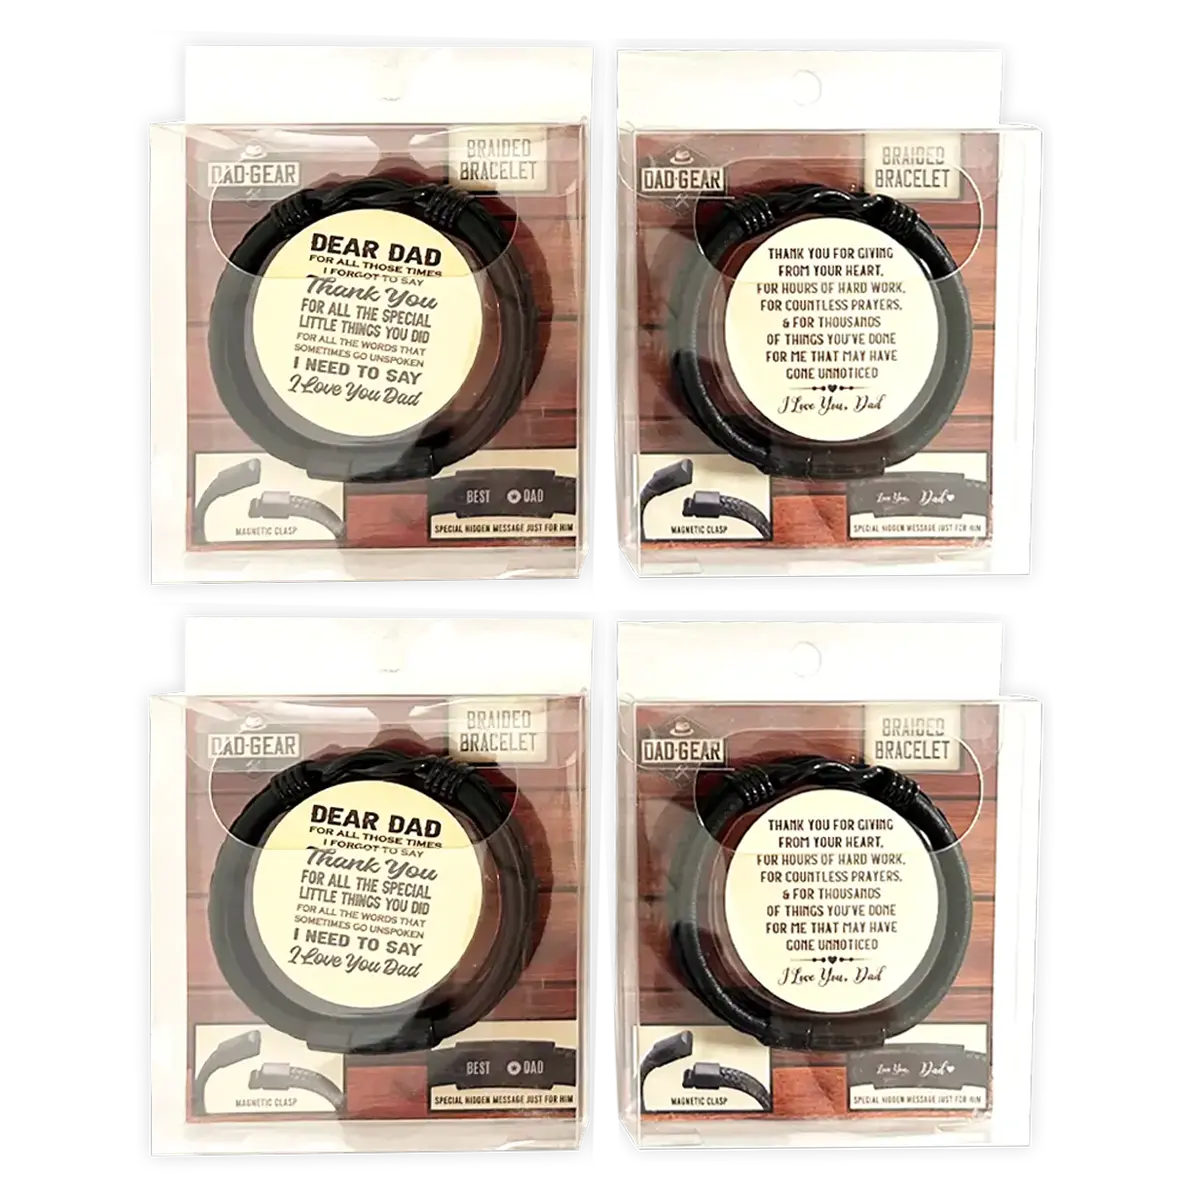 DAD·GEAR
BRAIDED
BRACELET
DEAR DAD
FOR ALL THOSE TIMES
I FORGOT TO SAY
Thank You
FOR ALL THE SPECIAL
LITTLE THINGS YOU DID
FOR ALL THE WORDS THAT
SOMETIMES GO UNSPOKEN
I NEED TO SAY
I Love You Dad
MAGNETIC CLASP
BEST DAD
SPECIAL HIDDEN MESSAGE JUST FOR HIM
DAD·GEAR
BRAIDED
BRACELET
THANK YOU FOR GIVING
FROM YOUR HEART,
FOR HOURS OF HARD WORK,
FOR COUNTLESS PRAYERS,
& FOR THOUSANDS
OF THINGS YOU'VE DONE
FOR ME THAT MAY HAVE
GONE UNNOTICED
I Love You, Dad
MAGNETIC CLASP
Love You, Dad
SPECIAL HIDDEN MESSAGE JUST FOR HIM
DAD·GEAR
BRAIDED
BRACELET
DEAR DAD
FOR ALL THOSE TIMES
I FORGOT TO SAY
Thank You
FOR ALL THE SPECIAL
LITTLE THINGS YOU DID
FOR ALL THE WORDS THAT
SOMETIMES GO UNSPOKEN
I NEED TO SAY
I Love You Dad
MAGNETIC CLASP
BEST DAD
SPECIAL HIDDEN MESSAGE JUST FOR HIM
DAD·GEAR
BRAIDED
BRACELET
THANK YOU FOR GIVING
FROM YOUR HEART,
FOR HOURS OF HARD WORK,
FOR COUNTLESS PRAYERS,
& FOR THOUSANDS
OF THINGS YOU'VE DONE
FOR ME THAT MAY HAVE
GONE UNNOTICED
I Love You, Dad
MAGNETIC CLASP
Love You, Dad
SPECIAL HIDDEN MESSAGE JUST FOR HIM